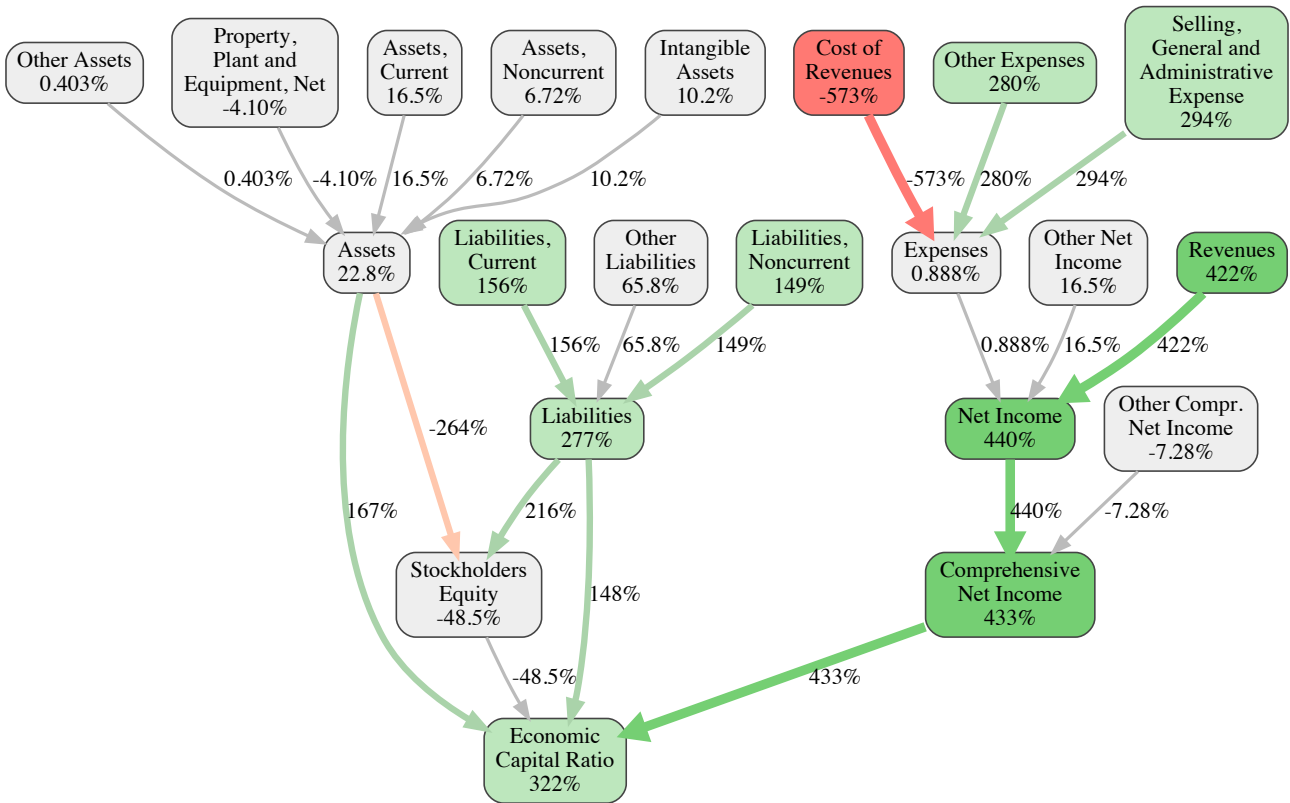 Other Assets
0.403%
Property,
Plant and
Equipment, Net
-4.10%
Assets,
Current
16.5%
Assets,
Noncurrent
6.72%
Intangible
Assets
10.2%
Cost of
Revenues
-573%
Other Expenses
280%
Selling,
General and
Administrative
Expense
294%
0.403%
-4.10%
16.5%
6.72%
10.2%
-573%
280%
294%
Assets
22.8%
Liabilities,
Current
156%
Other
Liabilities
65.8%
Liabilities,
Noncurrent
149%
Expenses
0.888%
Other Net
Income
16.5%
Revenues
422%
156%
65.8%
149%
0.888%
16.5%
422%
-264%
Liabilities
277%
Net Income
440%
Other Compr.
Net Income
-7.28%
167%
216%
440%
-7.28%
Stockholders
Equity
-48.5%
148%
Comprehensive
Net Income
433%
-48.5%
433%
Economic
Capital Ratio
322%